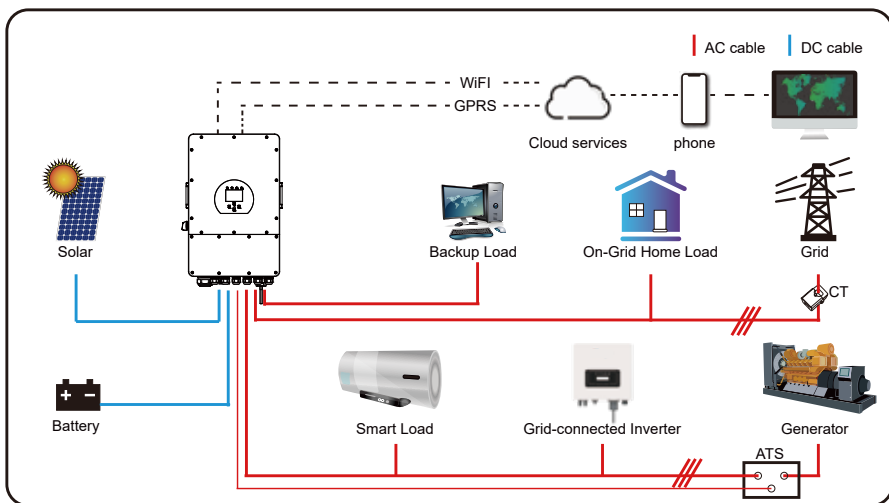 AC cable
DC cable
WiFI
GPRS
Cloud services
phone
Solar
Backup Load
On-Grid Home Load
Grid
CT
Battery
Smart Load
Grid-connected Inverter
Generator
ATS